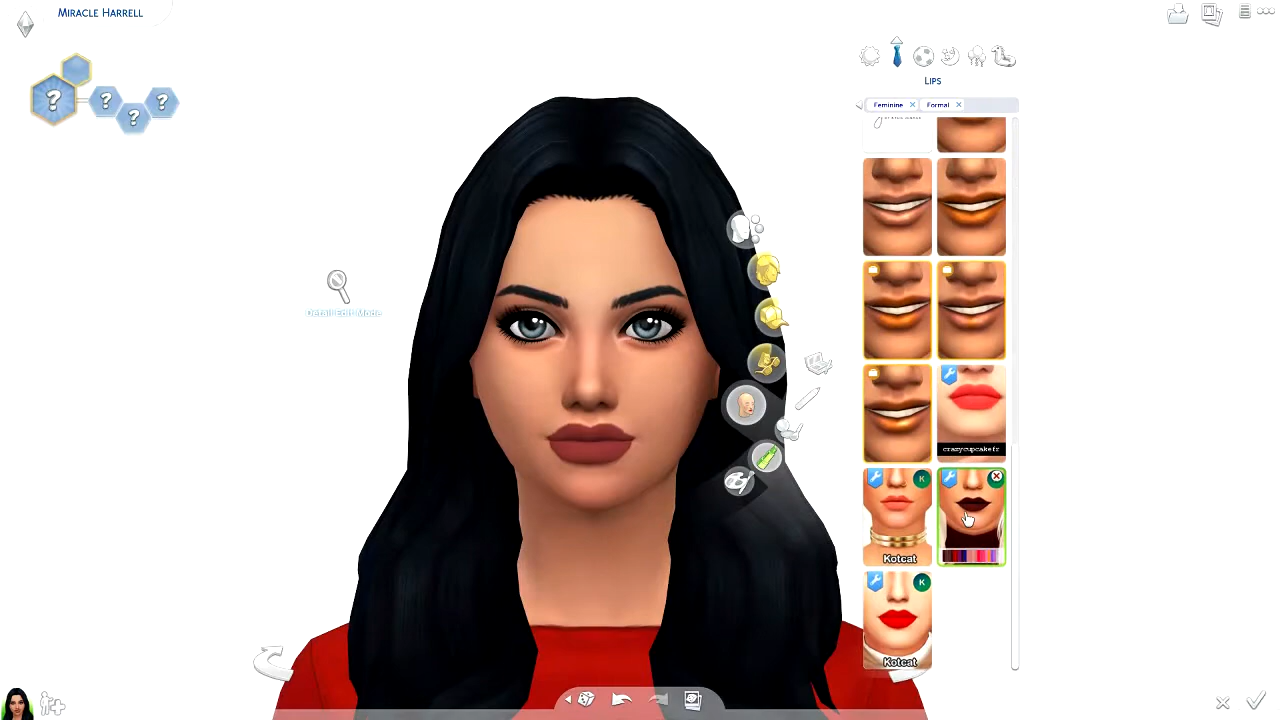 Miracle Harrell
Lips
Feminine
Formal
Detail Edit Mode
crazycupcakefr
K
Kotcat
K
Kotcat
? ? ? ?